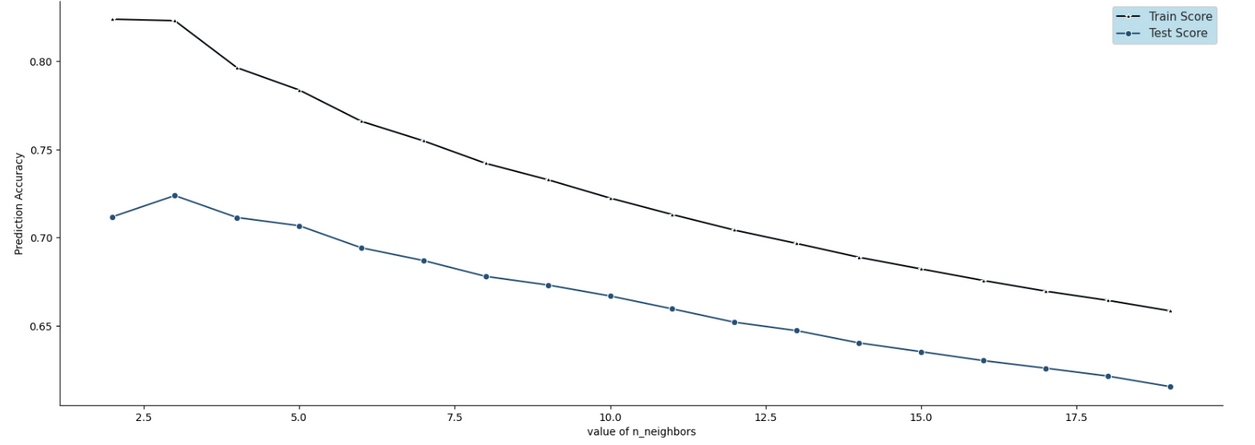 Train Score
Test Score
0.80
0.75
0.70
0.65
Prediction Accuracy
2.5 5.0 7.5 10.0 12.5 15.0 17.5
value of n_neighbors